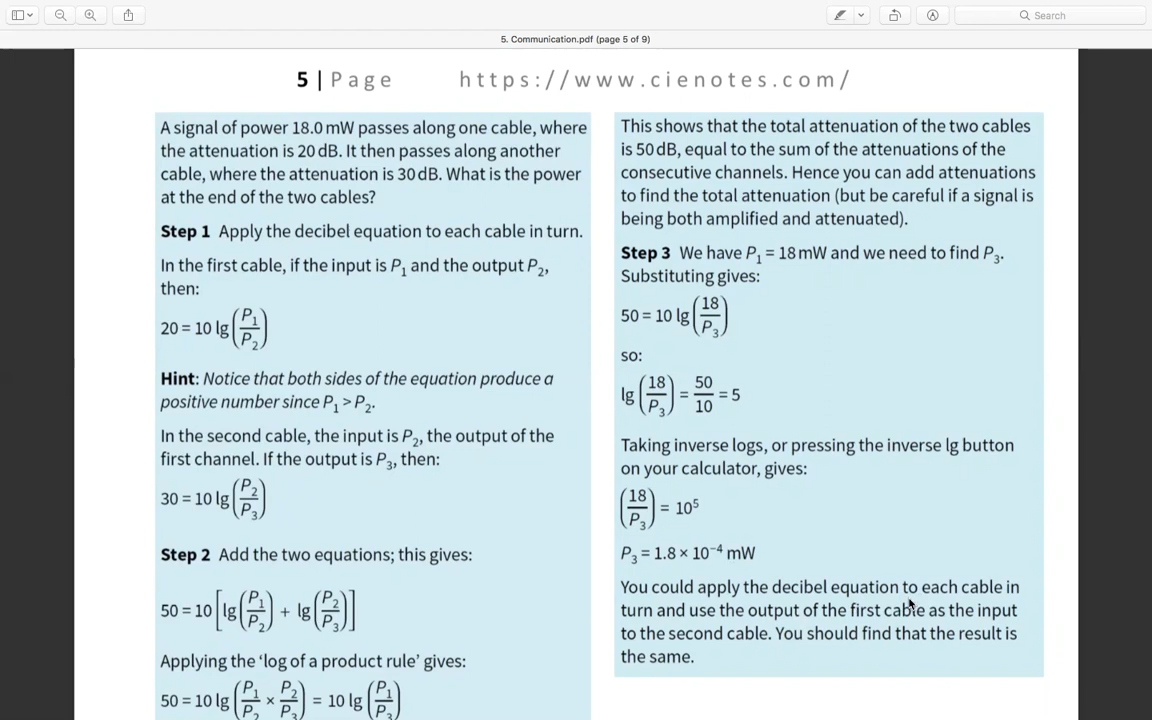 Search
5. Communication.pdf (page 5 of 9)
5 | Page https://www.cienotes.com/
A signal of power 18.0 mW passes along one cable, where
the attenuation is 20 dB. It then passes along another
cable, where the attenuation is 30 dB. What is the power
at the end of the two cables?
Step 1 Apply the decibel equation to each cable in turn.
In the first cable, if the input is P₁ and the output P₂,
then:
20 = 10 lg(P₁/P₂)
Hint: Notice that both sides of the equation produce a
positive number since P₁ > P₂.
In the second cable, the input is P₂, the output of the
first channel. If the output is P₃, then:
30 = 10 lg(P₂/P₃)
Step 2 Add the two equations; this gives:
50 = 10[lg(P₁/P₂) + lg(P₂/P₃)]
Applying the ‘log of a product rule’ gives:
50 = 10 lg(P₁/P₂ × P₂/P₃) = 10 lg(P₁/P₃)
This shows that the total attenuation of the two cables
is 50 dB, equal to the sum of the attenuations of the
consecutive channels. Hence you can add attenuations
to find the total attenuation (but be careful if a signal is
being both amplified and attenuated).
Step 3 We have P₁ = 18 mW and we need to find P₃.
Substituting gives:
50 = 10 lg(18/P₃)
so:
lg(18/P₃) = 50/10 = 5
Taking inverse logs, or pressing the inverse lg button
on your calculator, gives:
(18/P₃) = 10⁵
P₃ = 1.8 × 10⁻⁴ mW
You could apply the decibel equation to each cable in
turn and use the output of the first cable as the input
to the second cable. You should find that the result is
the same.